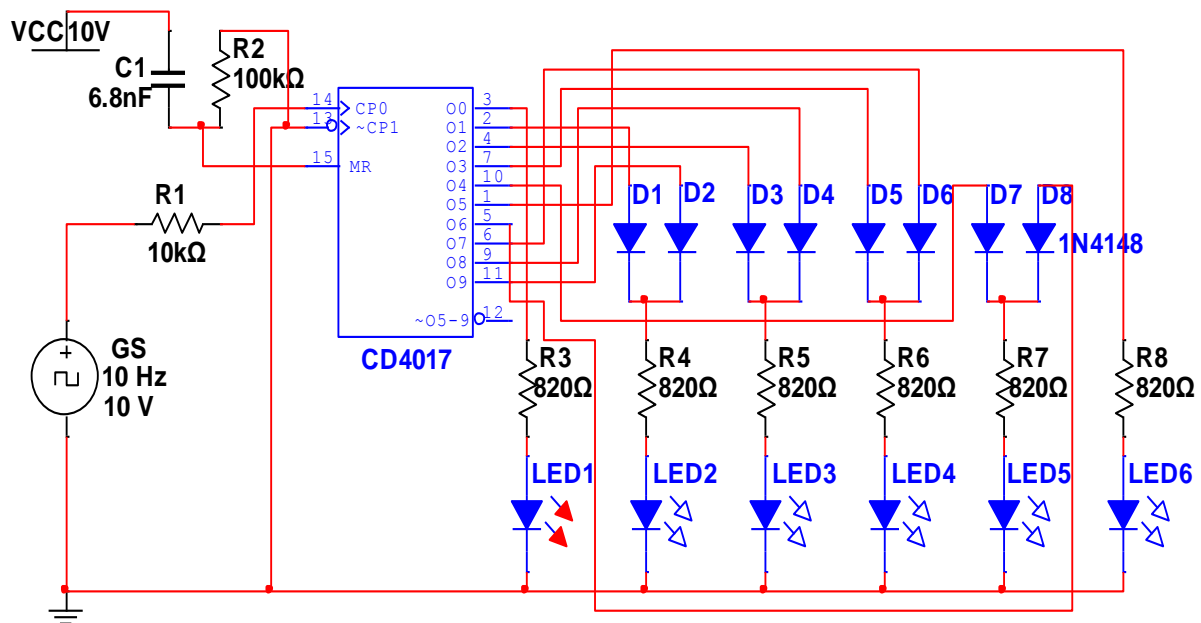 VCC10V
C1
6.8nF
R2
100kΩ
14
CP0
13
~CP1
15
MR
3
O0
2
O1
4
O2
7
O3
10
O4
1
O5
5
O6
6
O7
9
O8
11
O9
12
~O5-9
CD4017
R1
10kΩ
GS
10 Hz
10 V
D1
D2
D3
D4
D5
D6
D7
D8
1N4148
R3
820Ω
R4
820Ω
R5
820Ω
R6
820Ω
R7
820Ω
R8
820Ω
LED1
LED2
LED3
LED4
LED5
LED6